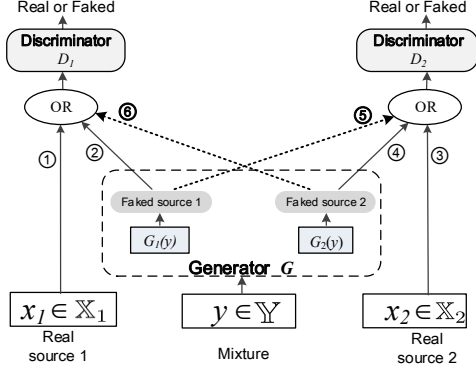 Real or Faked
Real or Faked
Discriminator
D₁
Discriminator
D₂
OR
OR
⑥
⑤
①
②
④
③
Faked source 1
Faked source 2
G₁(y)
G₂(y)
Generator G
x₁ ∈ 𝕏₁
y ∈ 𝕐
x₂ ∈ 𝕏₂
Real
source 1
Mixture
Real
source 2